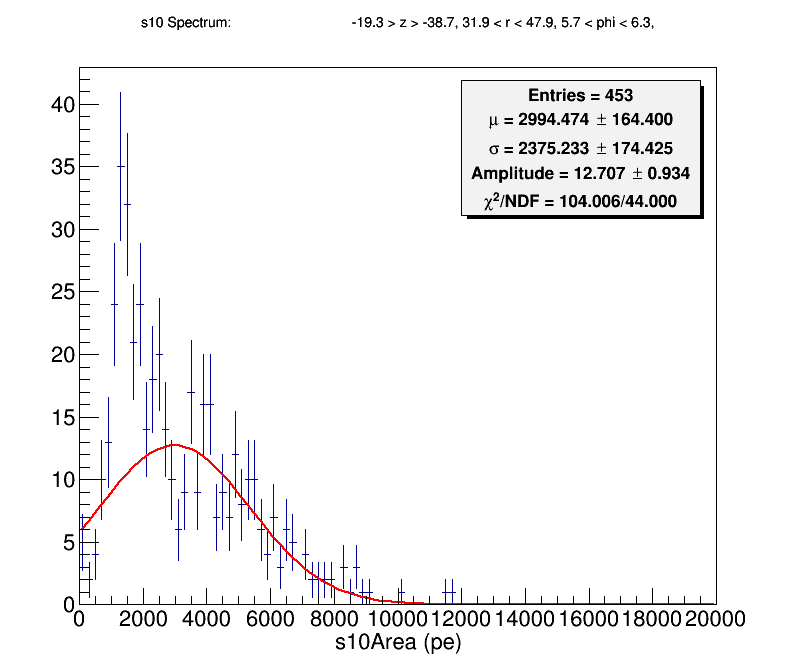 s10 Spectrum: -19.3 > z > -38.7, 31.9 < r < 47.9, 5.7 < phi < 6.3,
Entries = 453
μ = 2994.474 ± 164.400
σ = 2375.233 ± 174.425
Amplitude = 12.707 ± 0.934
χ²/NDF = 104.006/44.000
40
35
30
25
20
15
10
5
0
0 2000 4000 6000 8000 10000 12000 14000 16000 18000 20000
s10Area (pe)